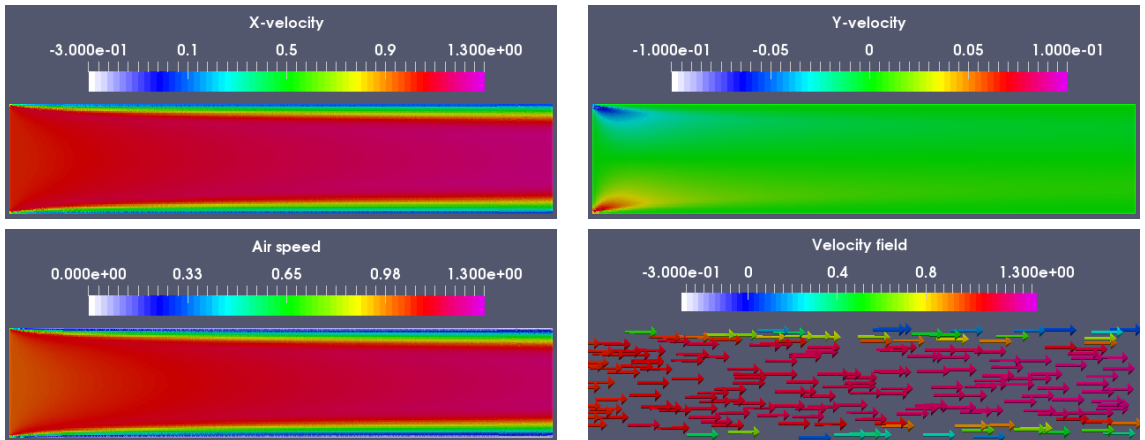 X-velocity
-3.000e-01 0.1 0.5 0.9 1.300e+00
Y-velocity
-1.000e-01 -0.05 0 0.05 1.000e-01
Air speed
0.000e+00 0.33 0.65 0.98 1.300e+00
Velocity field
-3.000e-01 0 0.4 0.8 1.300e+00